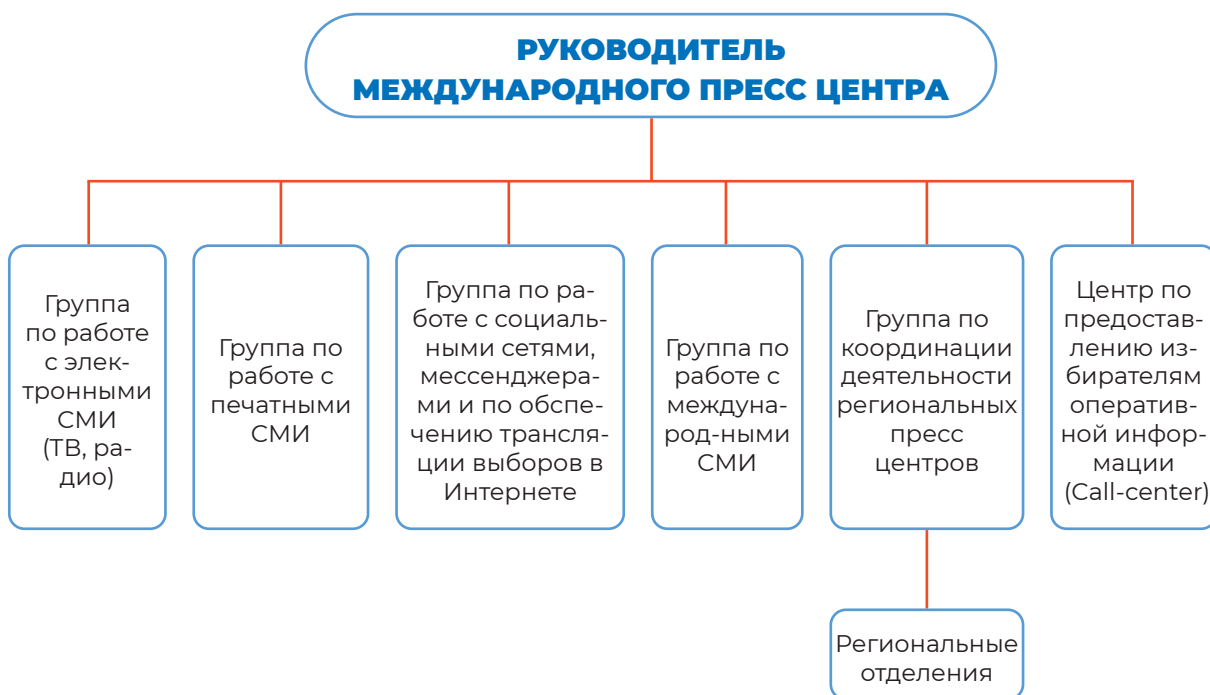 РУКОВОДИТЕЛЬ
МЕЖДУНАРОДНОГО ПРЕСС ЦЕНТРА
Группа
по работе
с элек-
тронными
СМИ
(ТВ, ра-
дио)
Группа по
работе с
печатными
СМИ
Группа по ра-
боте с социаль-
ными сетями,
мессенджера-
ми и по обспе-
чению трансля-
ции выборов в
Интернете
Группа по
работе с
междуна-
род-ными
СМИ
Группа по
координации
деятельности
региональных
пресс
центров
Центр по
предостав-
лению из-
бирателям
оператив-
ной инфор-
мации
(Call-center)
Региональные
отделения